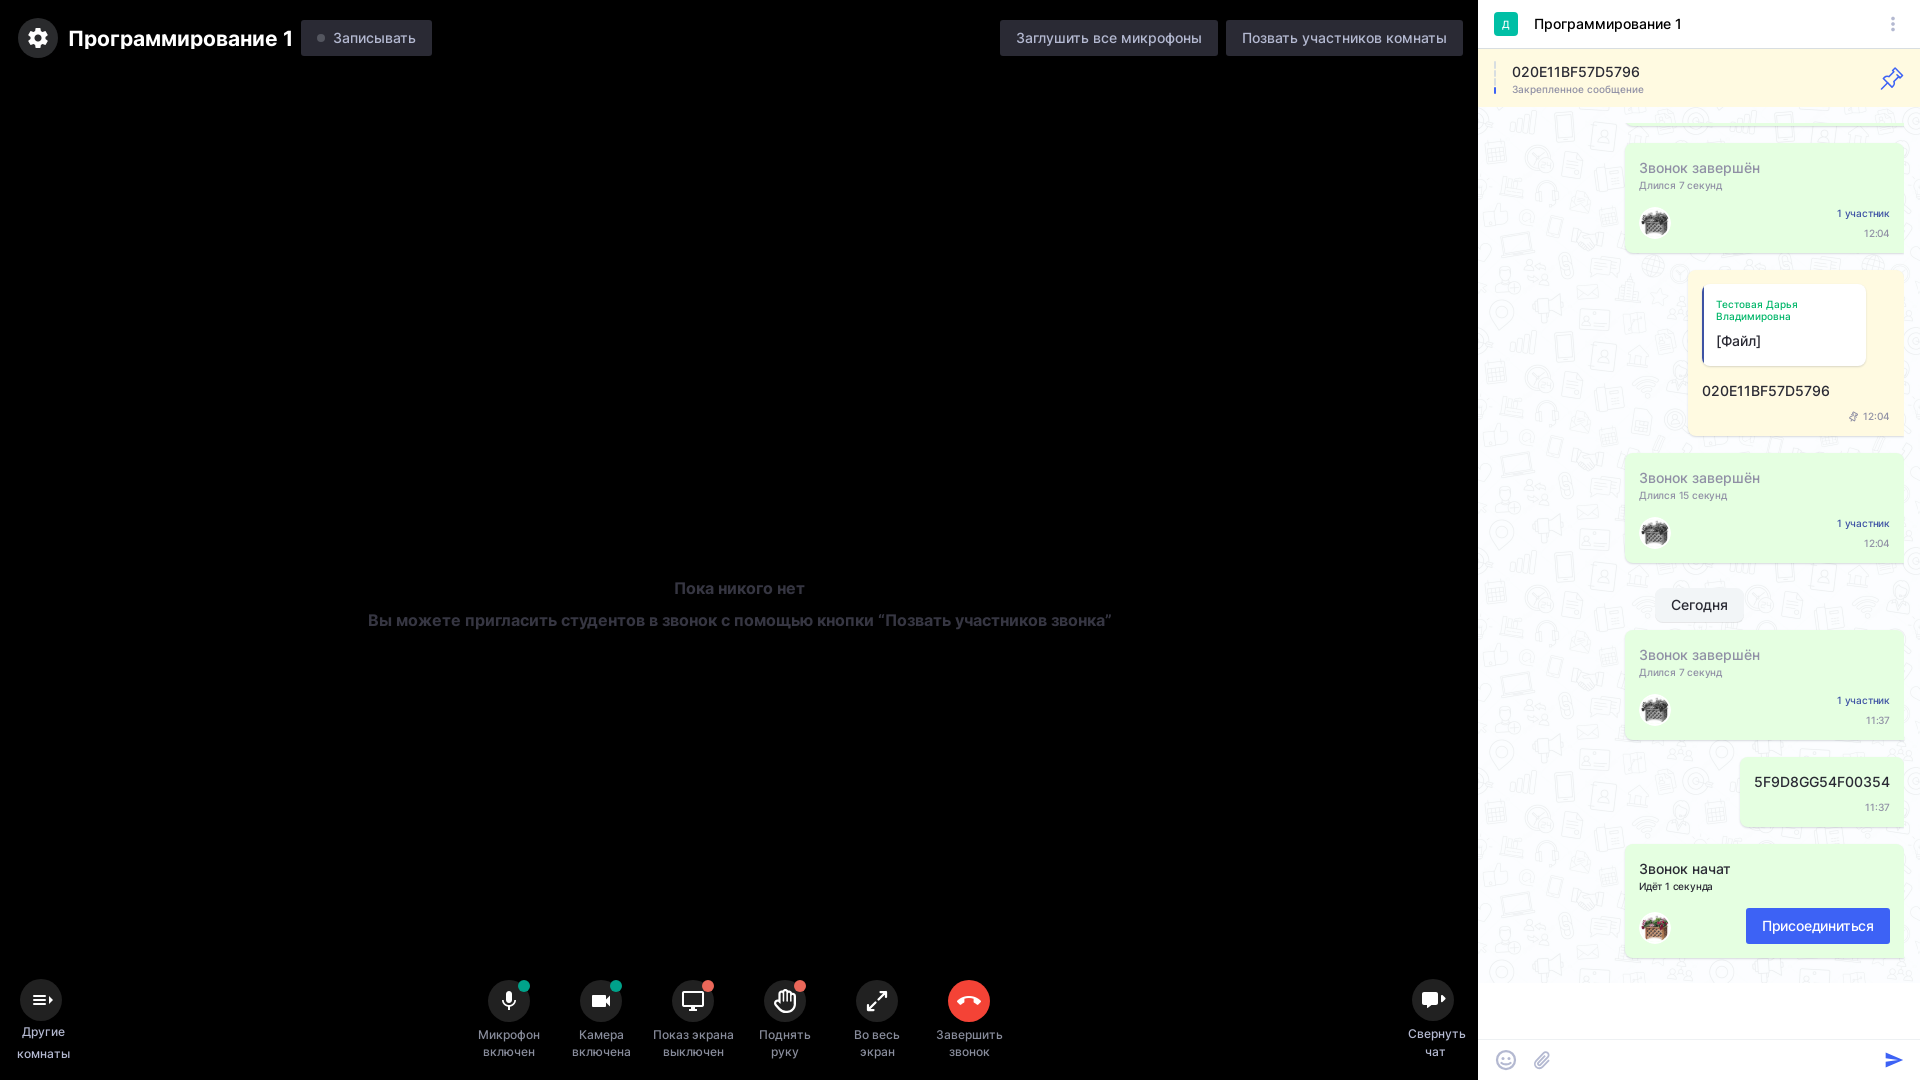 Программирование 1
Записывать
Заглушить все микрофоны
Позвать участников комнаты
Пока никого нет
Вы можете пригласить студентов в звонок с помощью кнопки “Позвать участников звонка”
Другие
комнаты
Микрофон
включен
Камера
включена
Показ экрана
выключен
Поднять
руку
Во весь
экран
Завершить
звонок
Свернуть
чат
Д
Программирование 1
020E11BF57D5796
Закрепленное сообщение
Звонок завершён
Длился 7 секунд
1 участник
12:04
Тестовая Дарья
Владимировна
[Файл]
020E11BF57D5796
12:04
Звонок завершён
Длился 15 секунд
1 участник
12:04
Сегодня
Звонок завершён
Длился 7 секунд
1 участник
11:37
5F9D8GG54F00354
11:37
Звонок начат
Идёт 1 секунда
Присоединиться